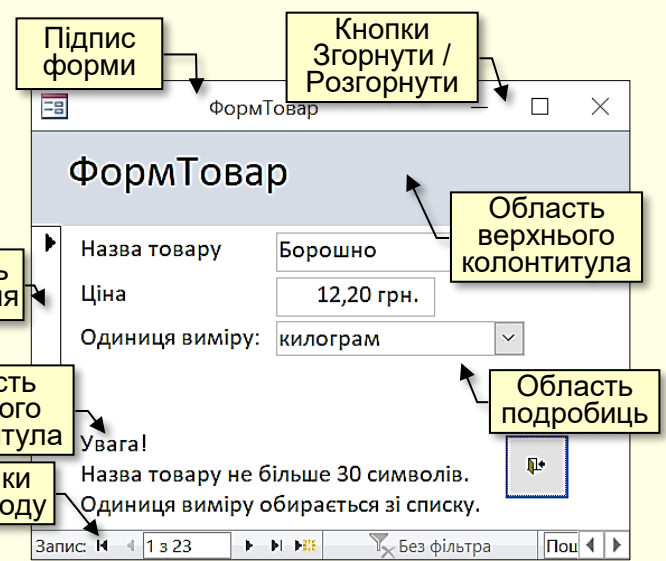 Підпис
форми
Кнопки
Згорнути /
Розгорнути
ФормТовар
ФормТовар
Область
верхнього
колонтитула
Назва товару
Борошно
Ціна
12,20 грн.
Одиниця виміру:
килограм
Область
подробиць
Увага!
Назва товару не більше 30 символів.
Одиниця виміру обирається зі списку.
Запис:
1 з 23
Без фільтра